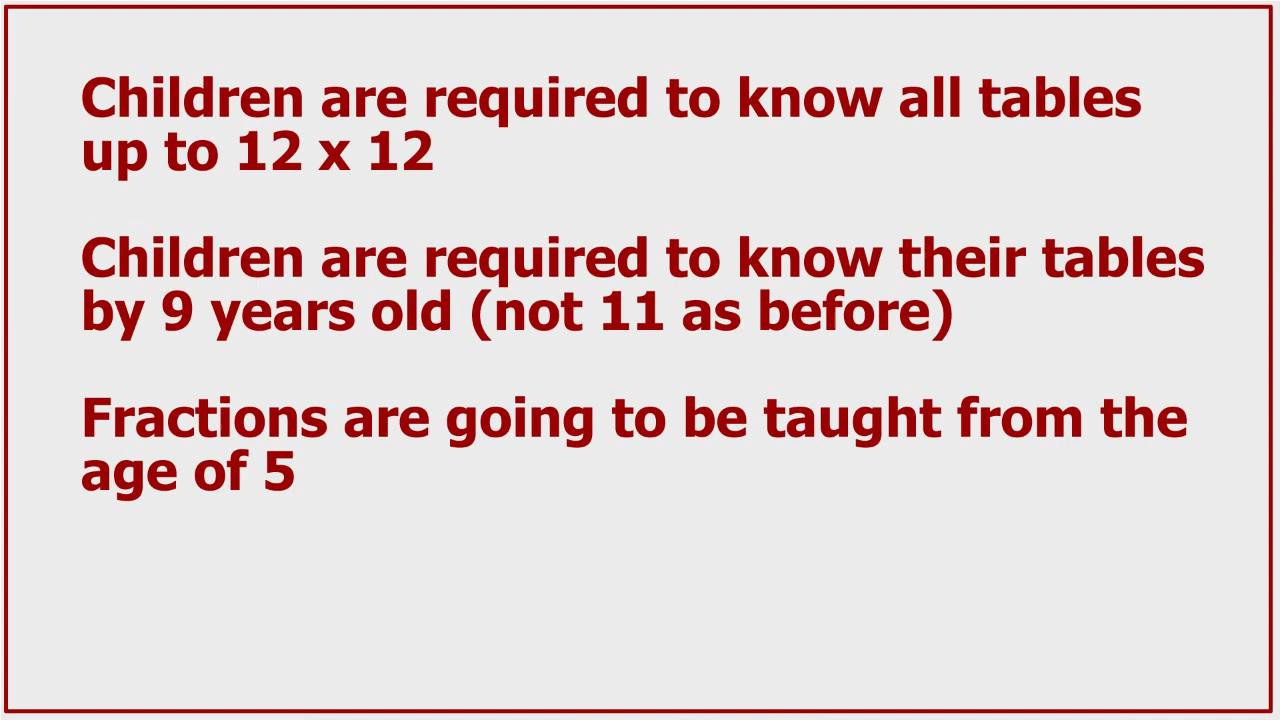 Children are required to know all tables
up to 12 x 12
Children are required to know their tables
by 9 years old (not 11 as before)
Fractions are going to be taught from the
age of 5